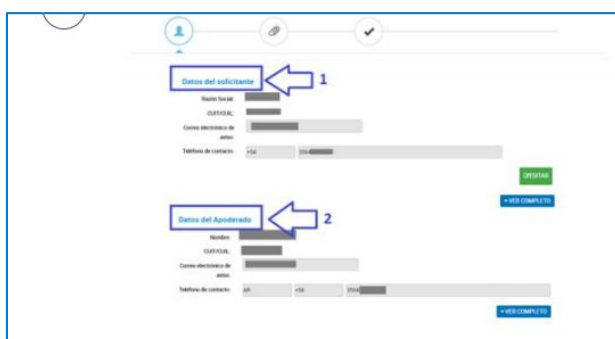 Datos del solicitante
1
Razón Social
CUIT/CUIL:
Correo electrónico de
aviso:
Teléfono de contacto:
+54
EDITAR
+ VER COMPLETO
Datos del Apoderado
2
Nombre
CUIT/CUIL:
Correo electrónico de
aviso:
Teléfono de contacto:
+54
+ VER COMPLETO